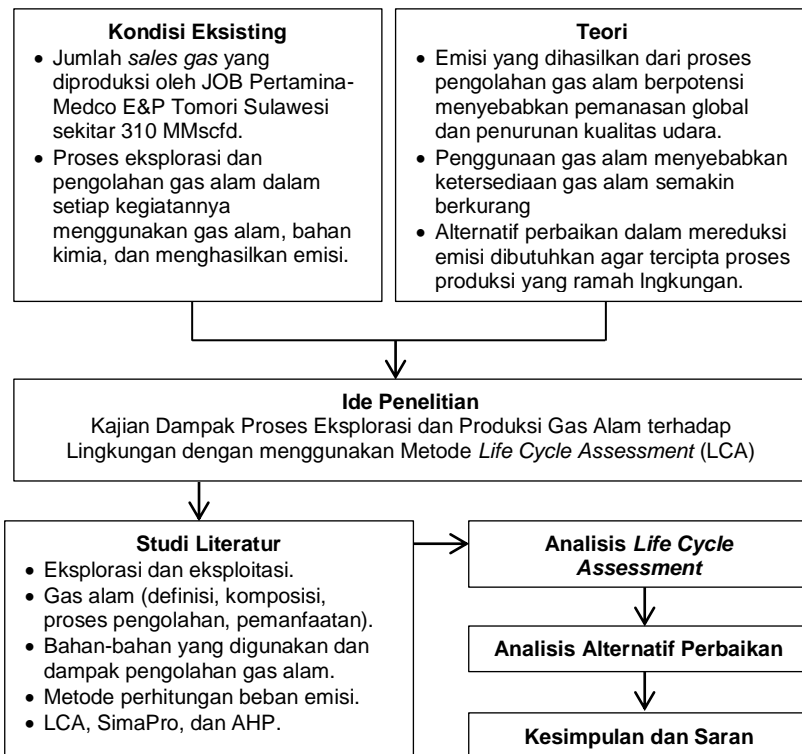 Kondisi Eksisting
• Jumlah sales gas yang
diproduksi oleh JOB Pertamina-
Medco E&P Tomori Sulawesi
sekitar 310 MMscfd.
• Proses eksplorasi dan
pengolahan gas alam dalam
setiap kegiatannya
menggunakan gas alam, bahan
kimia, dan menghasilkan emisi.
Teori
• Emisi yang dihasilkan dari proses
pengolahan gas alam berpotensi
menyebabkan pemanasan global
dan penurunan kualitas udara.
• Penggunaan gas alam menyebabkan
ketersediaan gas alam semakin
berkurang
• Alternatif perbaikan dalam mereduksi
emisi dibutuhkan agar tercipta proses
produksi yang ramah lngkungan.
Ide Penelitian
Kajian Dampak Proses Eksplorasi dan Produksi Gas Alam terhadap
Lingkungan dengan menggunakan Metode Life Cycle Assessment (LCA)
Studi Literatur
• Eksplorasi dan eksploitasi.
• Gas alam (definisi, komposisi,
proses pengolahan, pemanfaatan).
• Bahan-bahan yang digunakan dan
dampak pengolahan gas alam.
• Metode perhitungan beban emisi.
• LCA, SimaPro, dan AHP.
Analisis Life Cycle
Assessment
Analisis Alternatif Perbaikan
Kesimpulan dan Saran